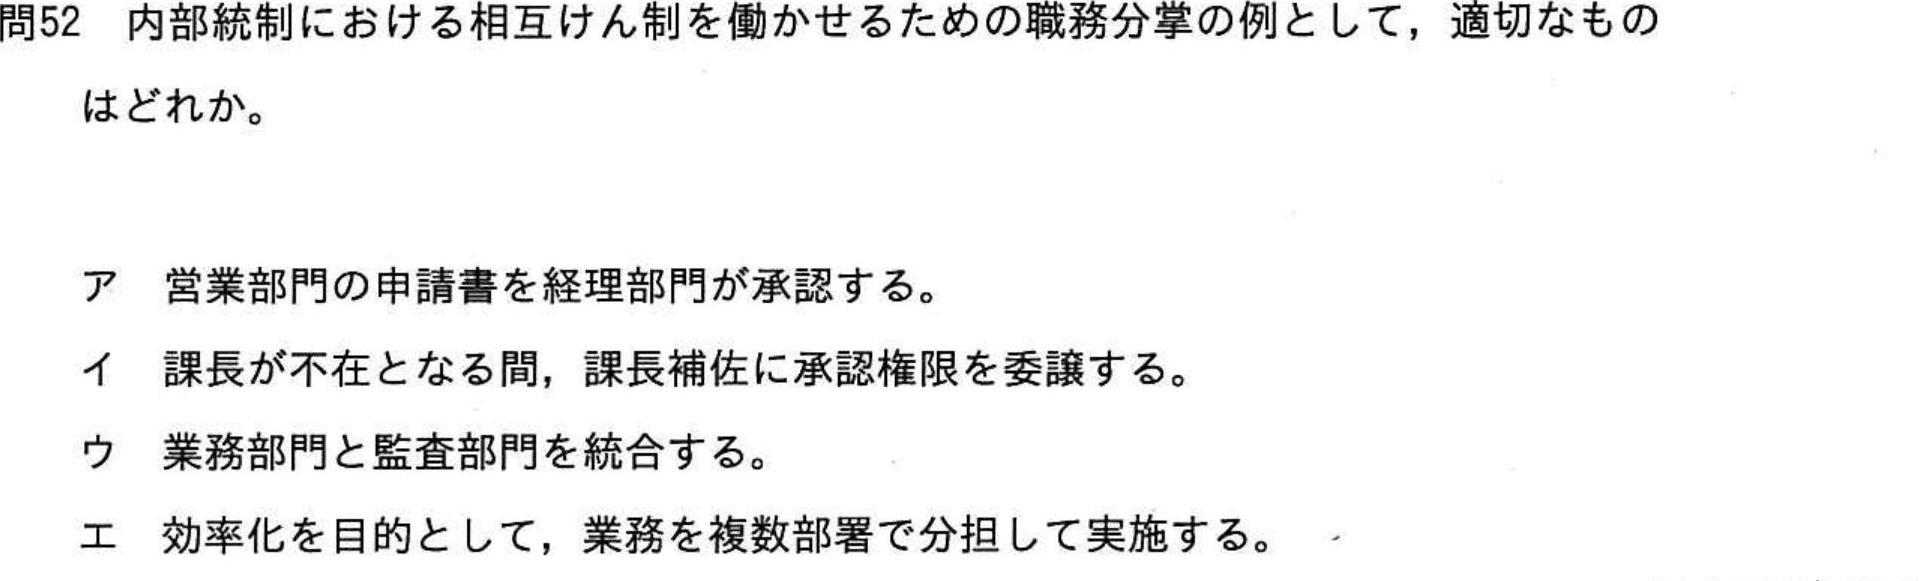 問52 内部統制における相互けん制を働かせるための職務分掌の例として，適切なもの
はどれか。
ア 営業部門の申請書を経理部門が承認する。
イ 課長が不在となる間，課長補佐に承認権限を委譲する。
ウ 業務部門と監査部門を統合する。
エ 効率化を目的として，業務を複数部署で分担して実施する。